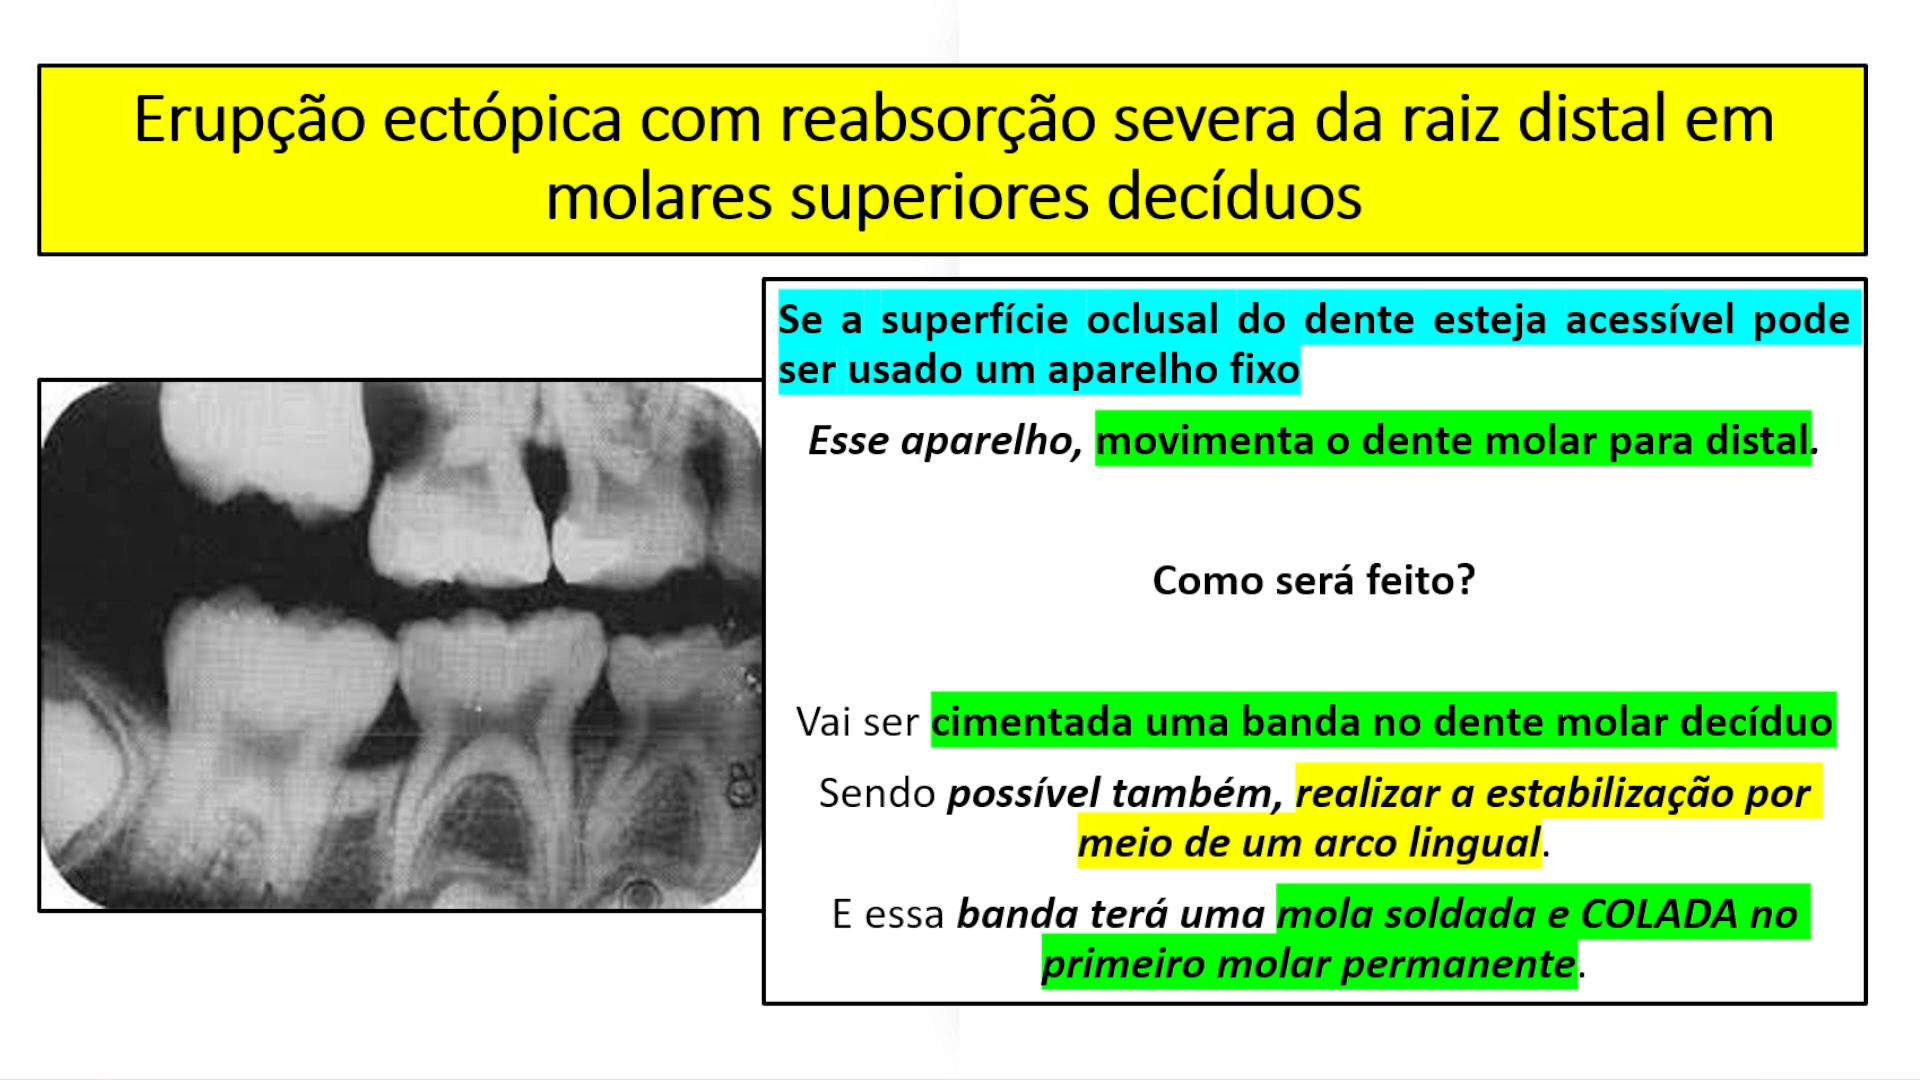 Erupção ectópica com reabsorção severa da raiz distal em
molares superiores decíduos
Se a superfície oclusal do dente esteja acessível pode
ser usado um aparelho fixo
Esse aparelho, movimenta o dente molar para distal.
Como será feito?
Vai ser cimentada uma banda no dente molar decíduo
Sendo possível também, realizar a estabilização por
meio de um arco lingual.
E essa banda terá uma mola soldada e COLADA no
primeiro molar permanente.